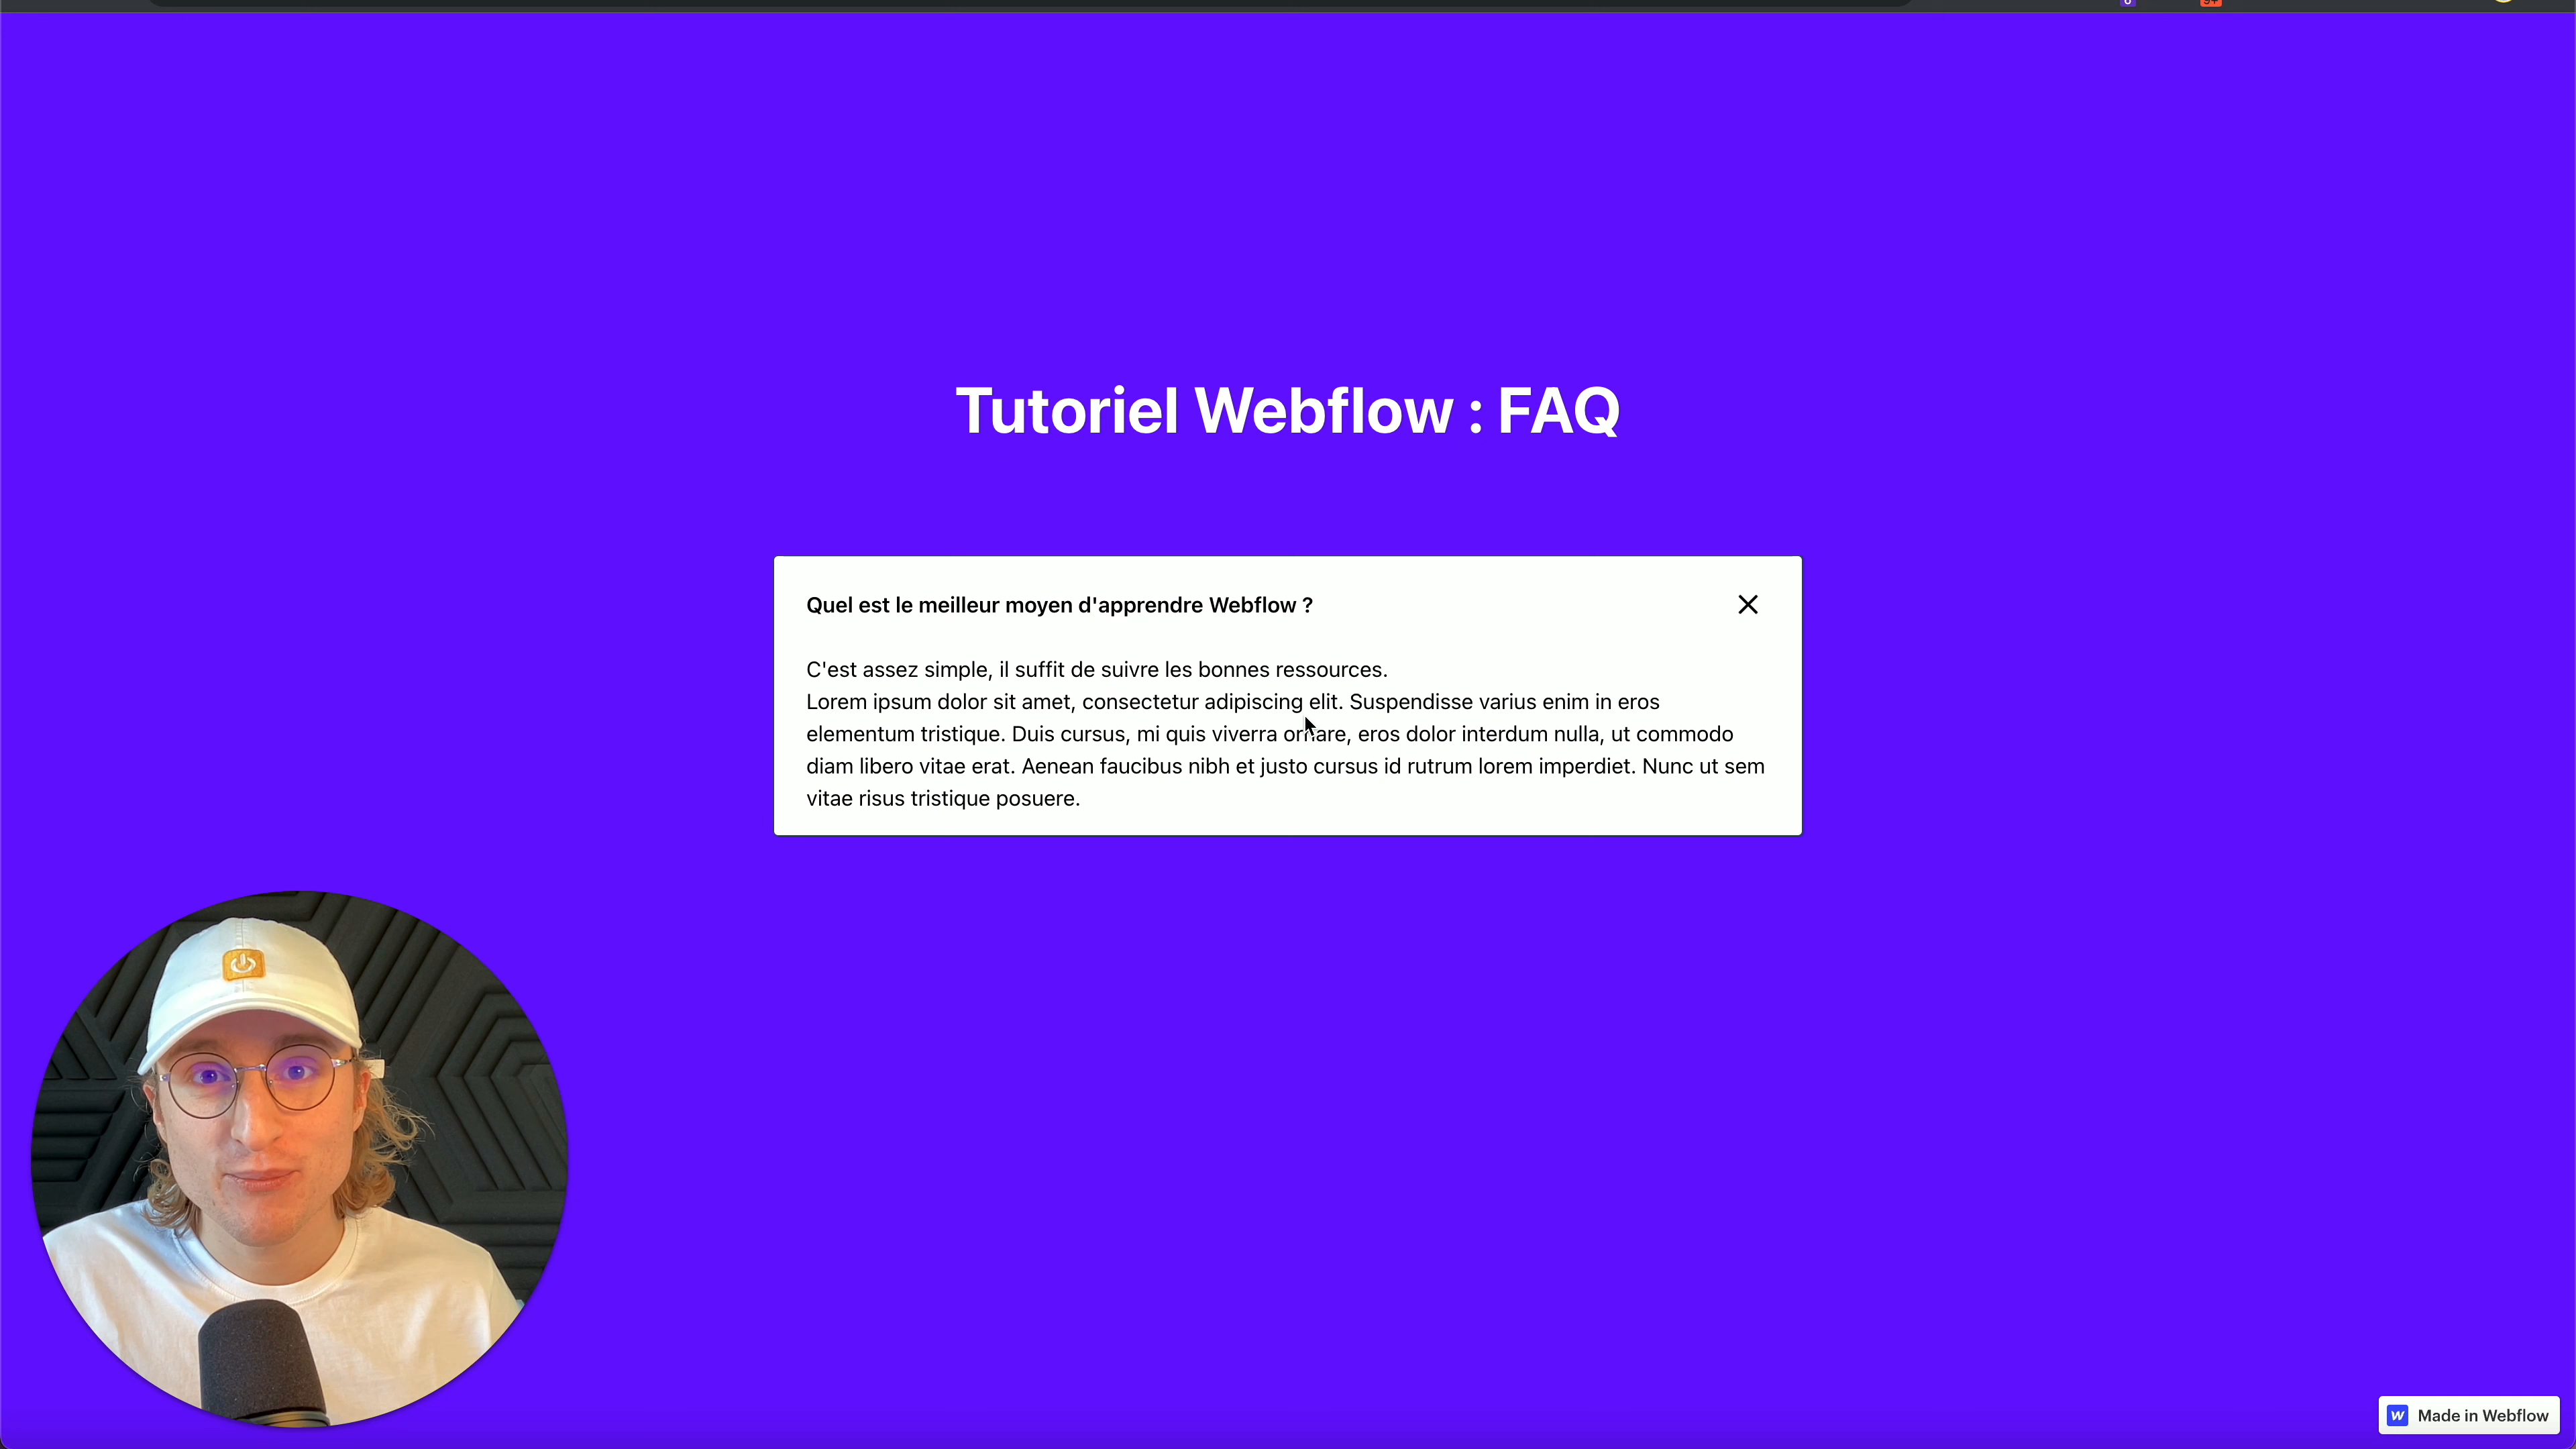 Tutoriel Webflow : FAQ
Quel est le meilleur moyen d'apprendre Webflow ?
C'est assez simple, il suffit de suivre les bonnes ressources.
Lorem ipsum dolor sit amet, consectetur adipiscing elit. Suspendisse varius enim in eros
elementum tristique. Duis cursus, mi quis viverra ornare, eros dolor interdum nulla, ut commodo
diam libero vitae erat. Aenean faucibus nibh et justo cursus id rutrum lorem imperdiet. Nunc ut sem
vitae risus tristique posuere.
Made in Webflow